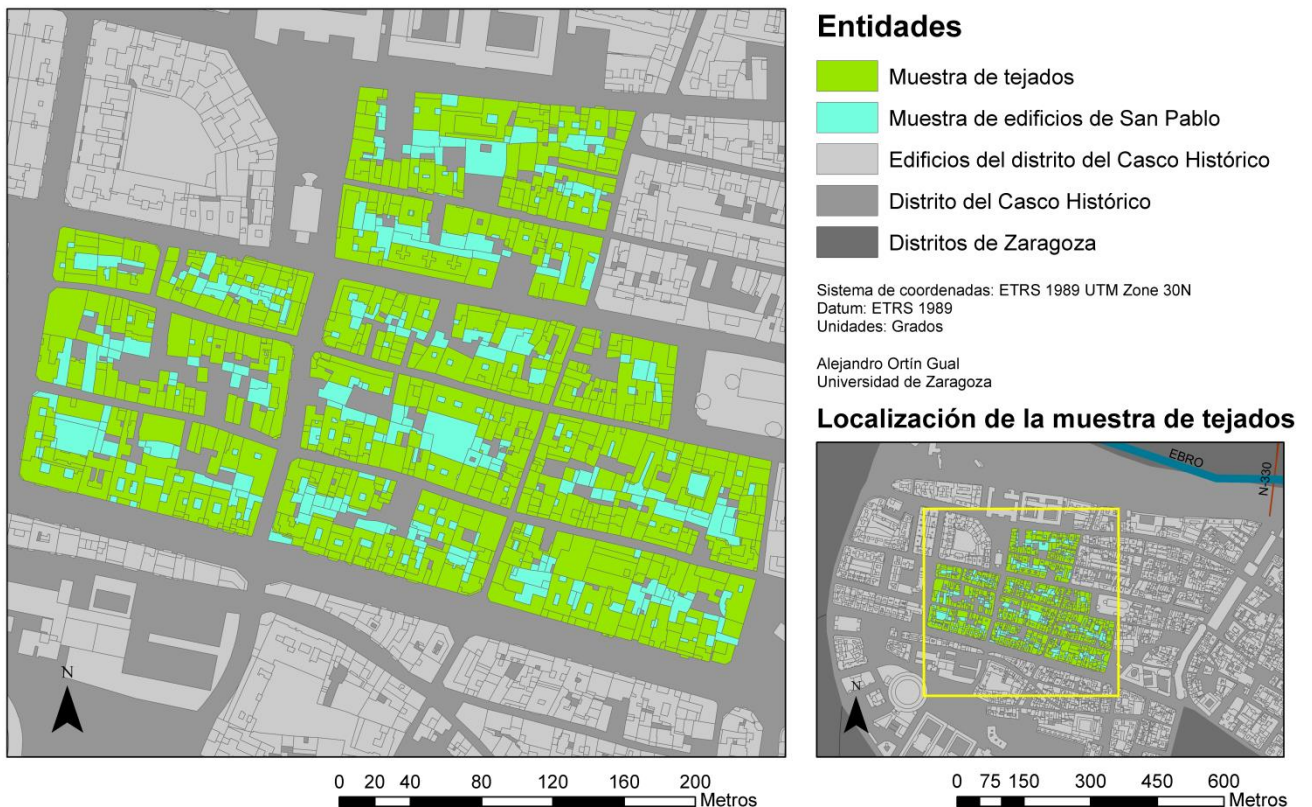 Entidades
Muestra de tejados
Muestra de edificios de San Pablo
Edificios del distrito del Casco Histórico
Distrito del Casco Histórico
Distritos de Zaragoza
Sistema de coordenadas: ETRS 1989 UTM Zone 30N
Datum: ETRS 1989
Unidades: Grados
Alejandro Ortín Gual
Universidad de Zaragoza
Localización de la muestra de tejados
EBRO
N-330
N
N
0 20 40 80 120 160 200
Metros
0 75 150 300 450 600
Metros